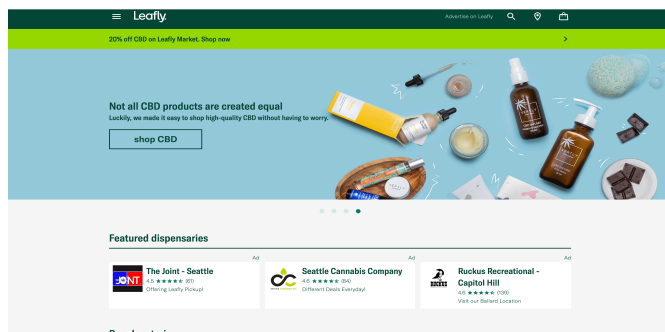 Leafly.
Advertise on Leafly
20% off CBD on Leafly Market. Shop now
Not all CBD products are created equal
Luckily, we made it easy to shop high-quality CBD without having to worry.
shop CBD
Featured dispensaries
Ad
JOINT
The Joint - Seattle
4.5 ★★★★★ (61)
Offering Leafly Pickup!
Ad
Seattle Cannabis Company
4.6 ★★★★★ (84)
Different Deals Everyday!
Ad
RUCKUS
Ruckus Recreational -
Capitol Hill
4.6 ★★★★★ (139)
Visit our Ballard Location